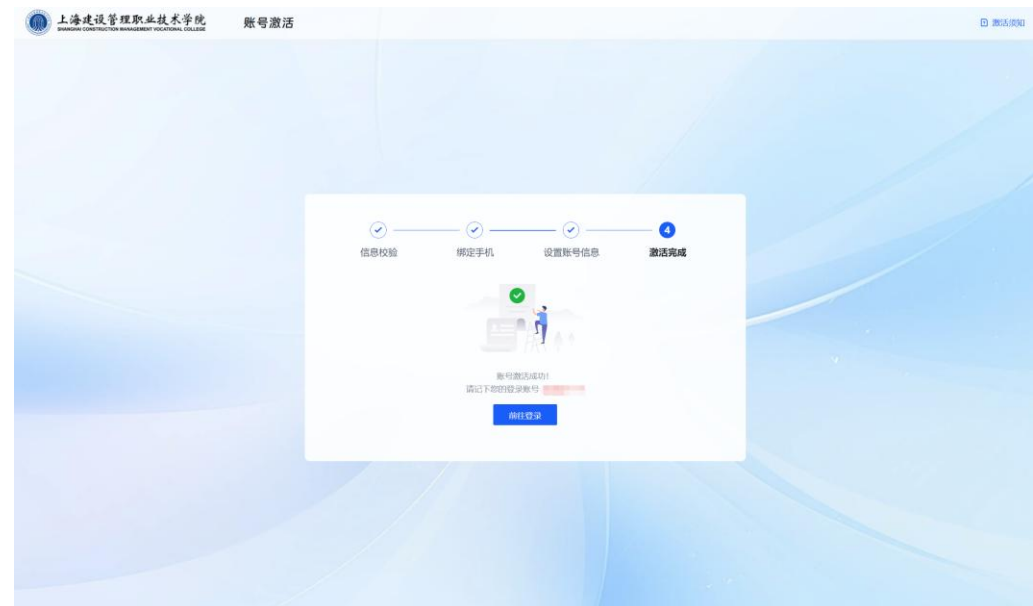 上海建设管理职业技术学院
SHANGHAI CONSTRUCTION MANAGEMENT VOCATIONAL COLLEGE
账号激活
激活须知
4
信息校验
绑定手机
设置账号信息
激活完成
账号激活成功！
请记下您的登录账号
前往登录